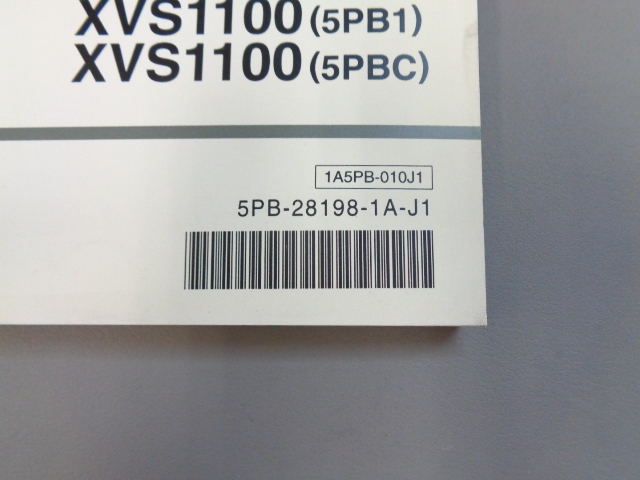 XVS1100 (5PB1)
XVS1100 (5PBC)
1A5PB-010J1
5PB-28198-1A-J1